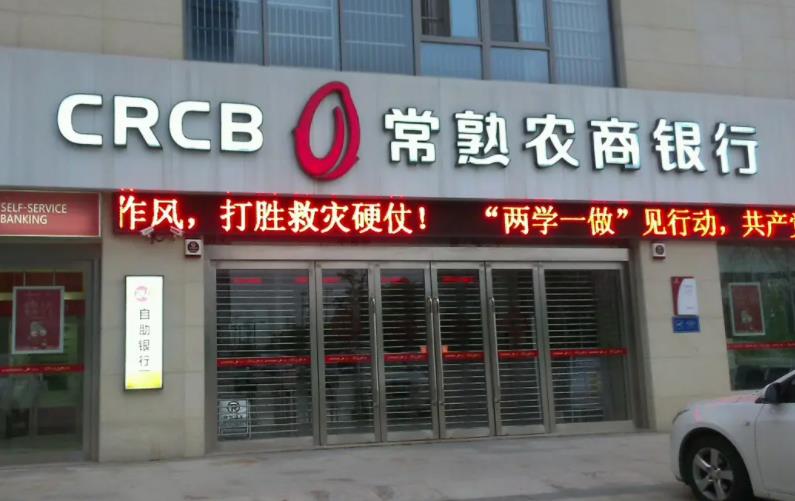 CRCB 常熟农商银行
SELF-SERVICE
BANKING
作风，打胜救灾硬仗！ “两学一做”见行动，共产党
自助银行